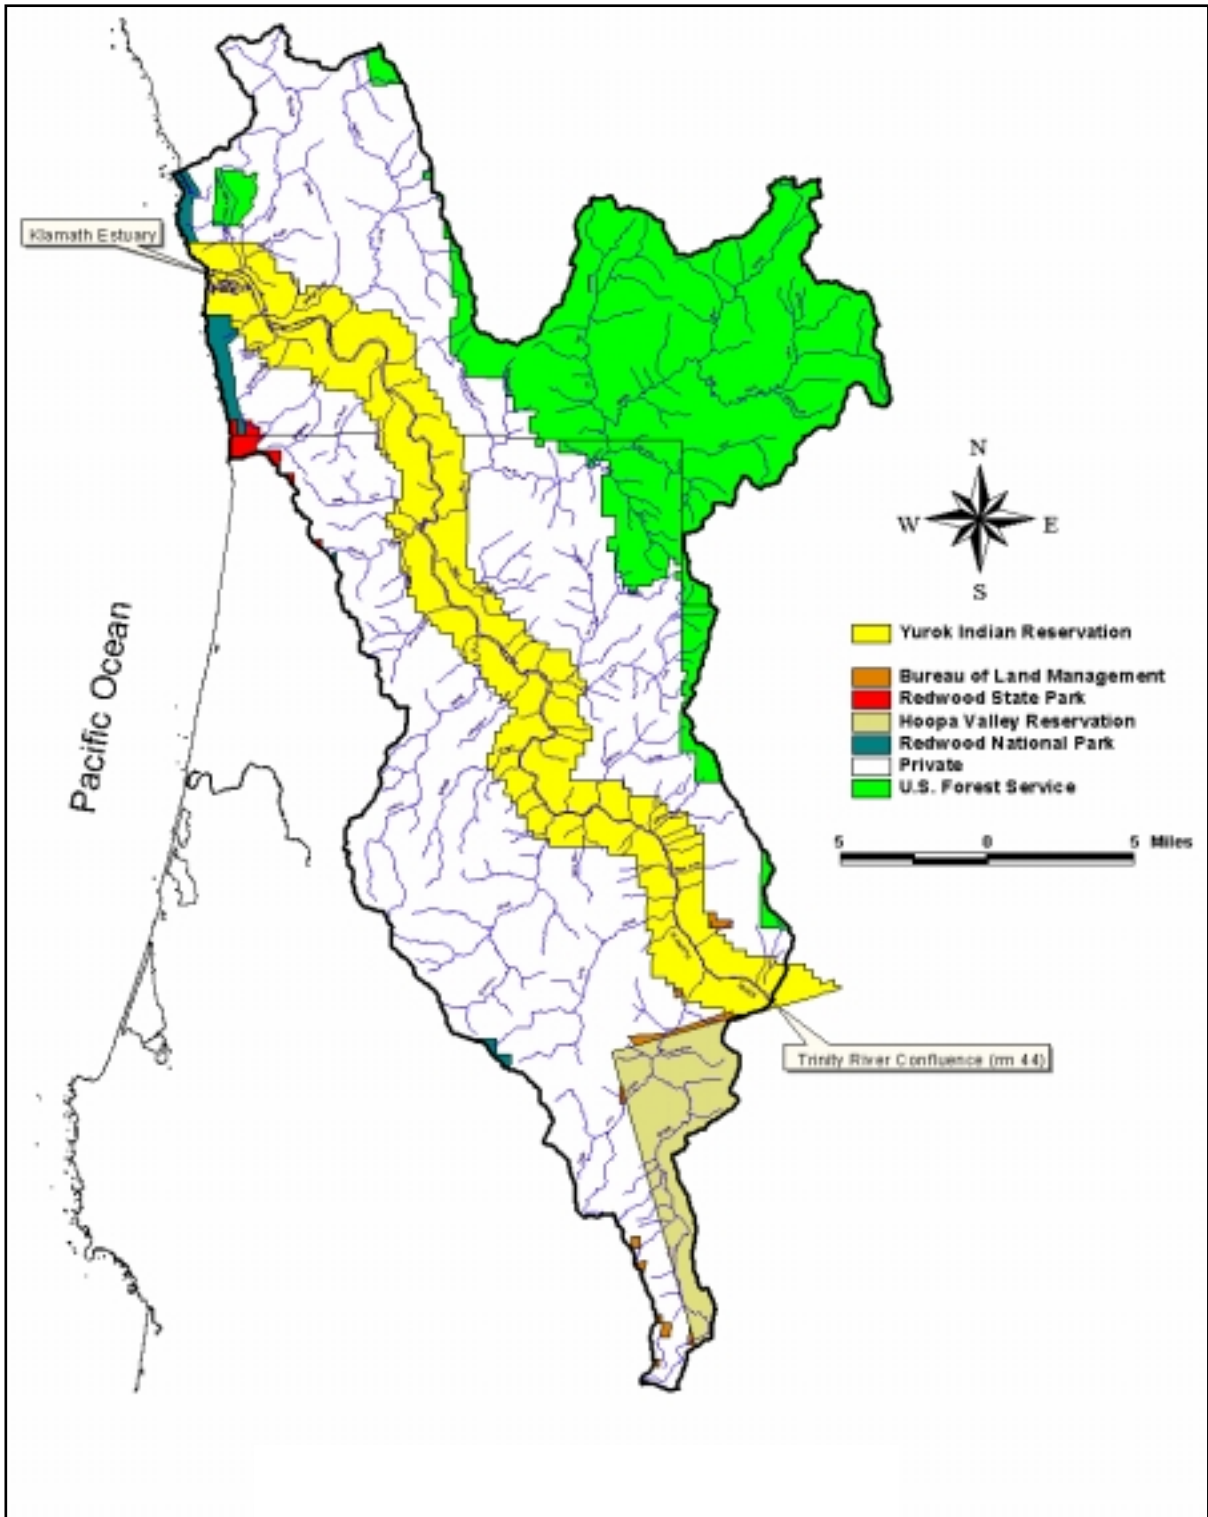 Klamath Estuary
N
W E
S
Yurok Indian Reservation
Bureau of Land Management
Redwood State Park
Hoopa Valley Reservation
Redwood National Park
Private
U.S. Forest Service
5 0 5 Miles
Pacific Ocean
Trinity River Confluence (rm 44)